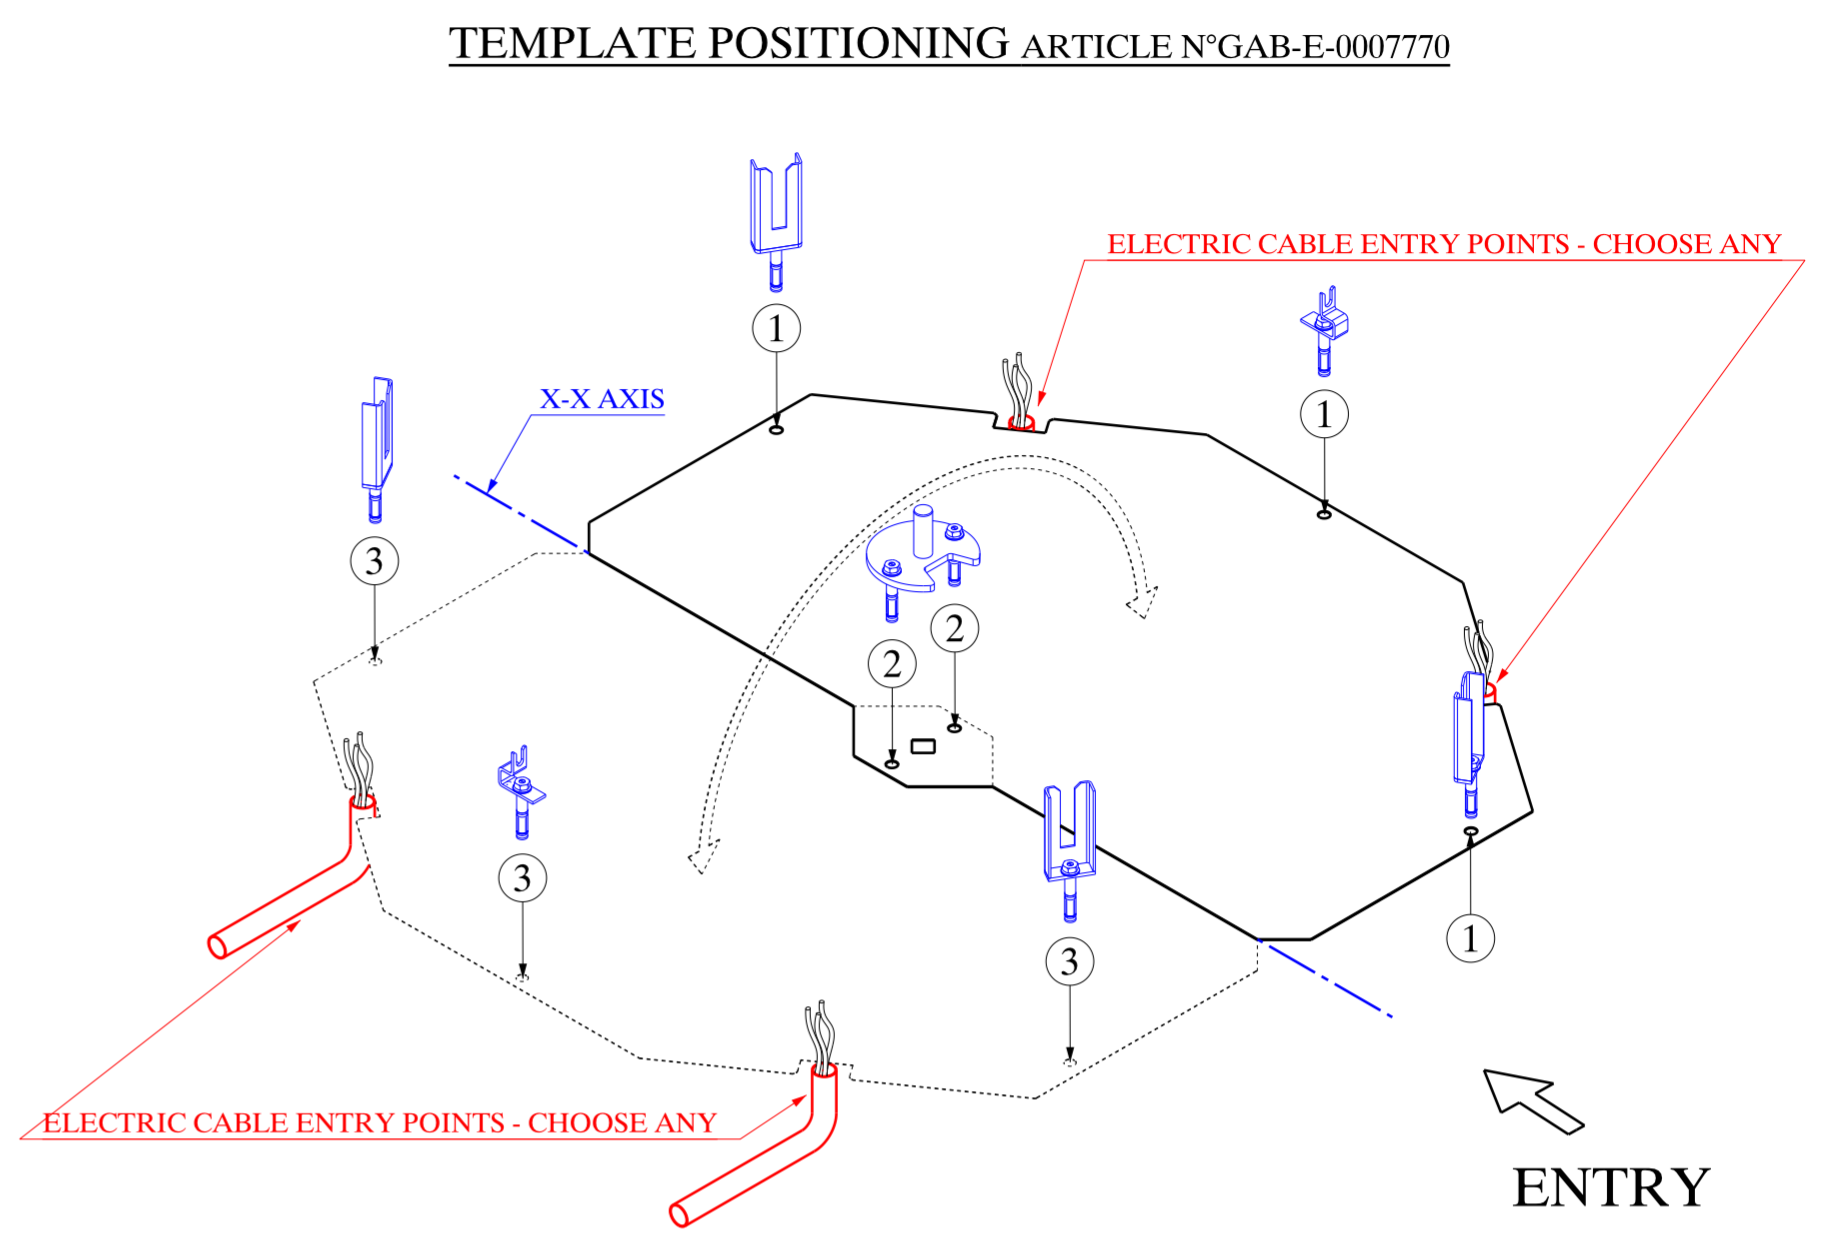 TEMPLATE POSITIONING ARTICLE N°GAB-E-0007770
ELECTRIC CABLE ENTRY POINTS - CHOOSE ANY
1
X-X AXIS
1
3
2
2
3
1
3
ELECTRIC CABLE ENTRY POINTS - CHOOSE ANY
ENTRY